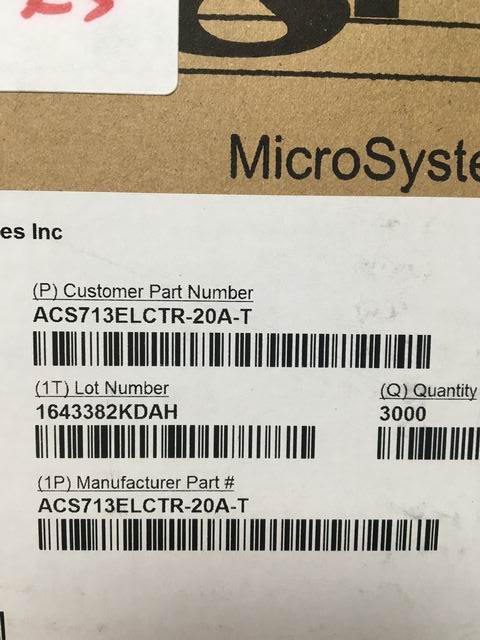 MicroSyste
es Inc
(P) Customer Part Number
ACS713ELCTR-20A-T
(1T) Lot Number
1643382KDAH
(Q) Quantity
3000
(1P) Manufacturer Part #
ACS713ELCTR-20A-T